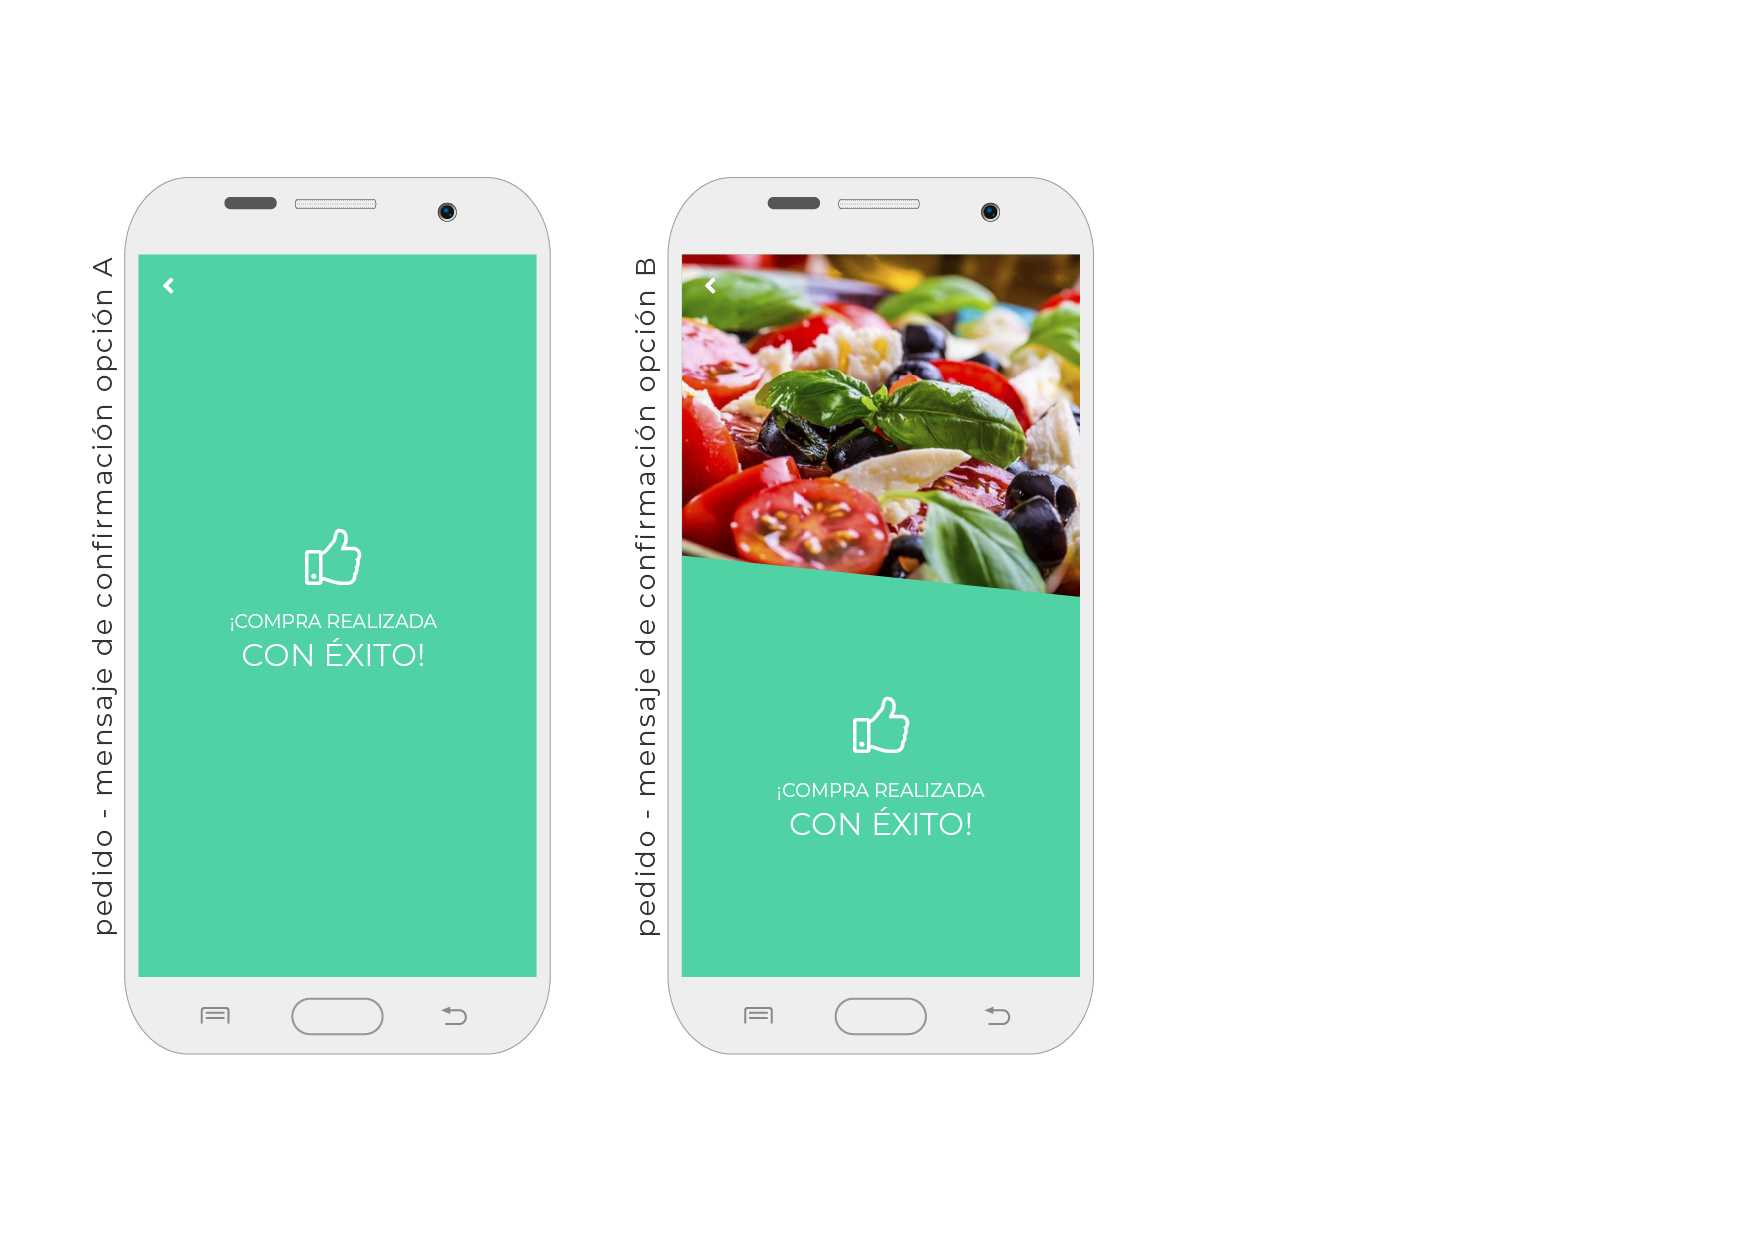 pedido - mensaje de confirmación opción A
¡COMPRA REALIZADA
CON ÉXITO!
pedido - mensaje de confirmación opción B
¡COMPRA REALIZADA
CON ÉXITO!